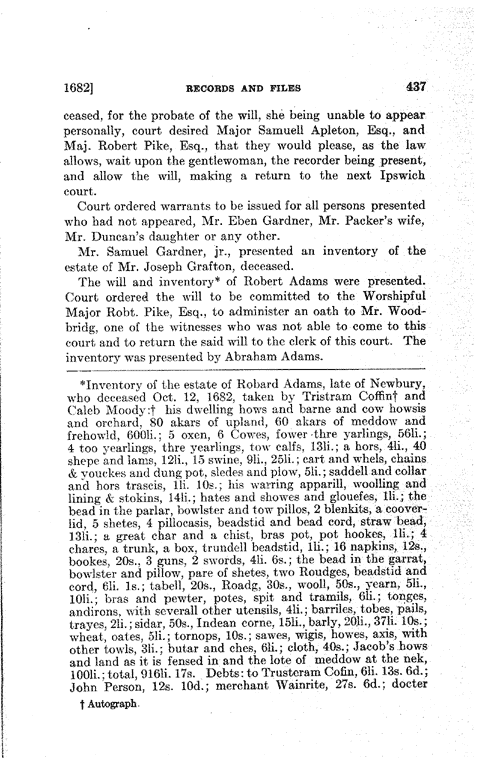 1682] RECORDS AND FILES 437
ceased, for the probate of the will, she being unable to appear
personally, court desired Major Samuell Apleton, Esq., and
Maj. Robert Pike, Esq., that they would please, as the law
allows, wait upon the gentlewoman, the recorder being present,
and allow the will, making a return to the next Ipswich
court.
Court ordered warrants to be issued for all persons presented
who had not appeared, Mr. Eben Gardner, Mr. Packer's wife,
Mr. Duncan's daughter or any other.
Mr. Samuel Gardner, jr., presented an inventory of the
estate of Mr. Joseph Grafton, deceased.
The will and inventory* of Robert Adams were presented.
Court ordered the will to be committed to the Worshipful
Major Robt. Pike, Esq., to administer an oath to Mr. Wood-
bridg, one of the witnesses who was not able to come to this
court and to return the said will to the clerk of this court. The
inventory was presented by Abraham Adams.
*Inventory of the estate of Robard Adams, late of Newbury,
who deceased Oct. 12, 1682, taken by Tristram Coffin† and
Caleb Moody:† his dwelling hows and barne and cow howsis
and orchard, 80 akars of upland, 60 akars of meddow and
frehowld, 600li.; 5 oxen, 6 Cowes, fower thre yarlings, 56li.;
4 too yearlings, thre yearlings, tow calfs, 13li.; a hors, 4li., 40
shepe and lams, 12li., 15 swine, 9li., 25li.; cart and whels, chains
& youckes and dung pot, sledes and plow, 5li.; saddell and collar
and hors traseis, 1li. 10s.; his warring apparill, woolling and
lining & stokins, 14li.; hates and showes and glouefes, 1li.; the
bead in the parlar, bowlster and tow pillos, 2 blenkits, a coover-
lid, 5 shetes, 4 pillocasis, beadstid and bead cord, straw bead,
13li.; a great char and a chist, bras pot, pot hookes, 1li.; 4
chares, a trunk, a box, trundell beadstid, 1li.; 16 napkins, 12s.,
bookes, 20s., 3 guns, 2 swords, 4li. 6s.; the bead in the garrat,
bowlster and pillow, pare of shetes, two Roudges, beadstid and
cord, 6li. 1s.; tabell, 20s., Roadg, 30s., wooll, 50s., yearn, 5li.,
10li.; bras and pewter, potes, spit and tramils, 6li.; tonges,
andirons, with severall other utensils, 4li.; barriles, tobes, pails,
trayes, 2li.; sidar, 50s., Indean corne, 15li., barly, 20li., 37li. 10s.;
wheat, oates, 5li.; tornops, 10s.; sawes, wigis, howes, axis, with
other towls, 3li.; butar and ches, 6li.; cloth, 40s.; Jacob's hows
and land as it is fensed in and the lote of meddow at the nek,
100li.; total, 916li. 17s. Debts: to Trusteram Cofin, 6li. 13s. 6d.;
John Person, 12s. 10d.; merchant Wainrite, 27s. 6d.; docter
† Autograph.